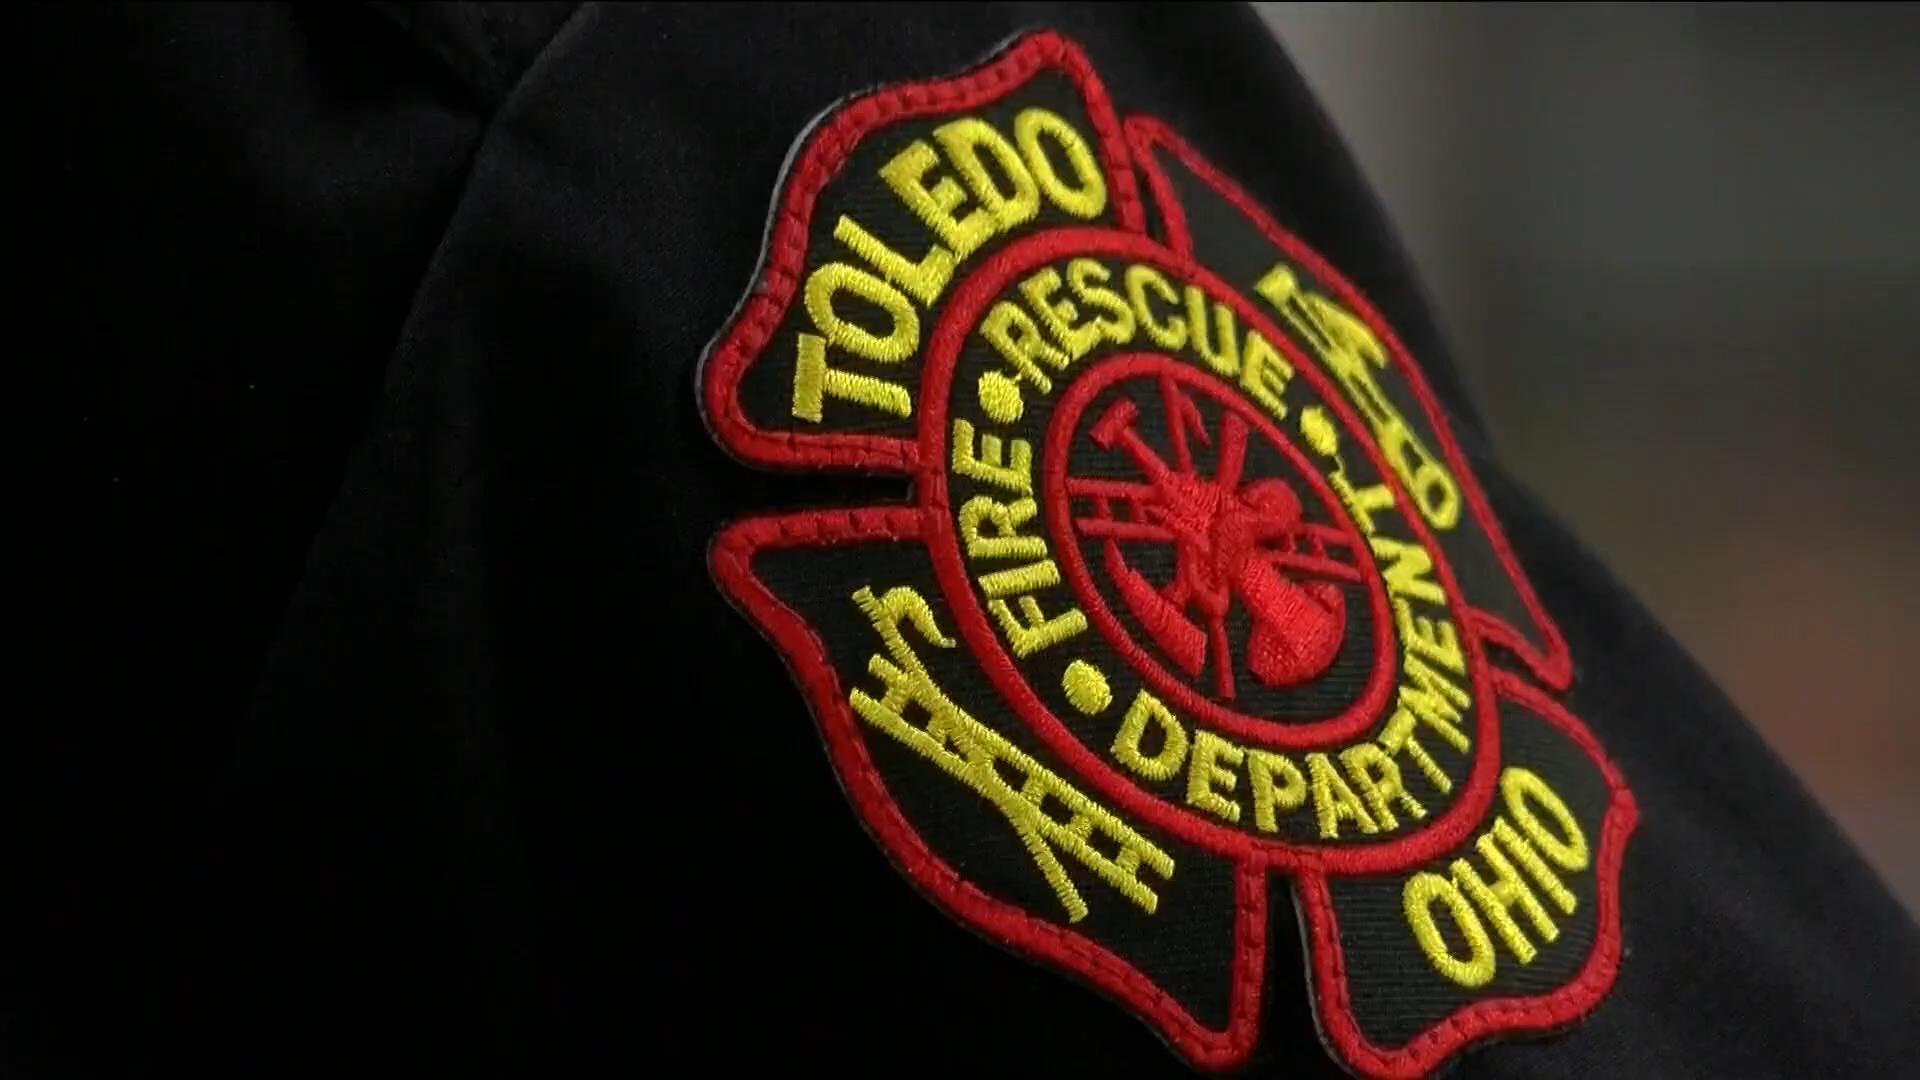 TOLEDO
FIRE • RESCUE •
DEPARTMENT
OHIO